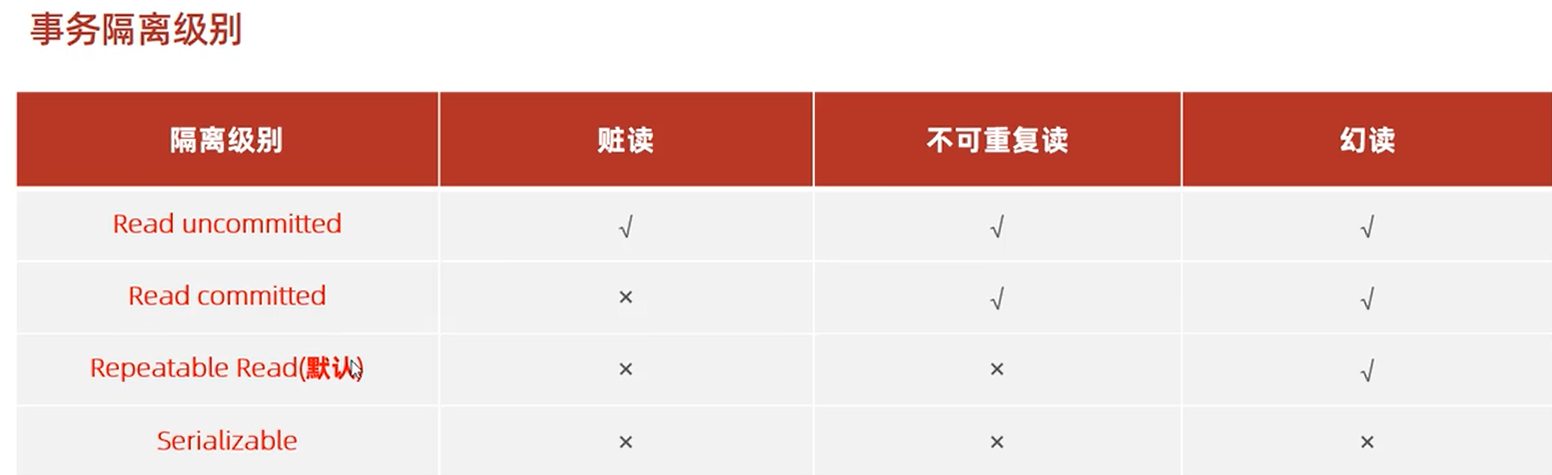 事务隔离级别
隔离级别 脏读 不可重复读 幻读
Read uncommitted √ √ √
Read committed × √ √
Repeatable Read(默认) × × √
Serializable × × ×